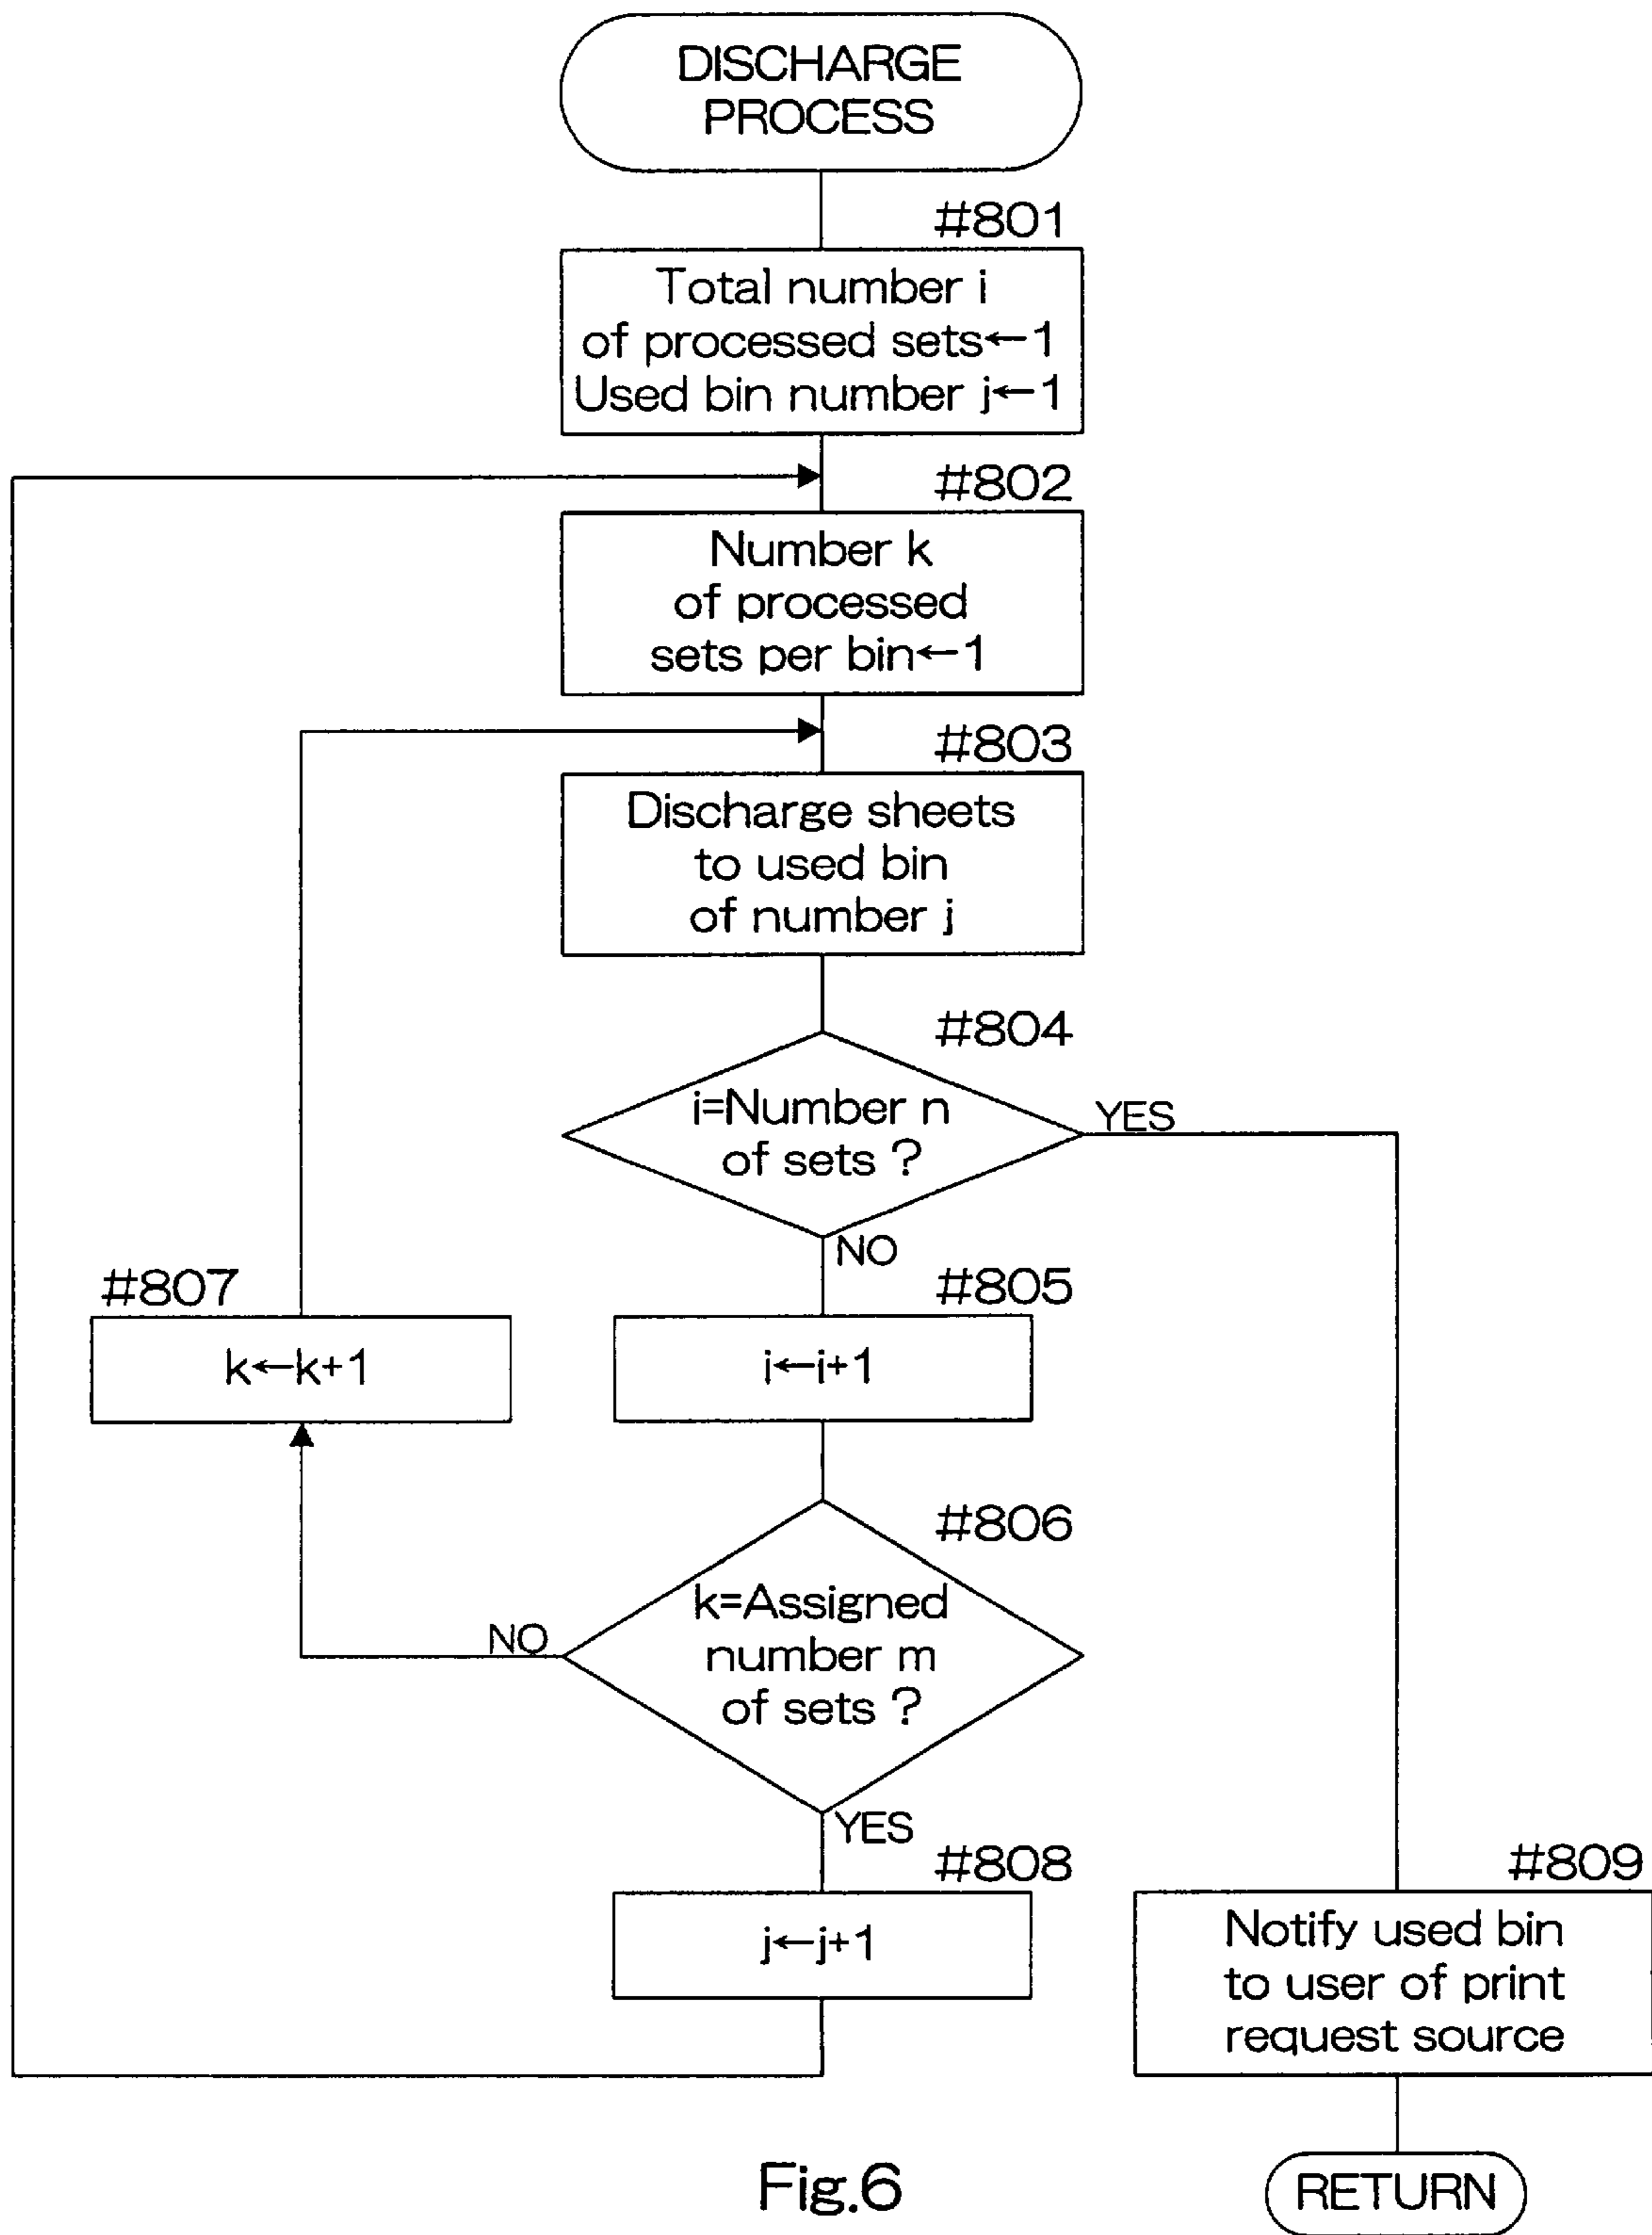 DISCHARGE
PROCESS
#801
Total number i
of processed sets←1
Used bin number j←1
#802
Number k
of processed
sets per bin←1
#803
Discharge sheets
to used bin
of number j
#804
i=Number n
of sets ?
YES
NO
#805
i←i+1
#807
k←k+1
#806
k=Assigned
number m
of sets ?
NO
YES
#808
j←j+1
#809
Notify used bin
to user of print
request source
RETURN
Fig.6